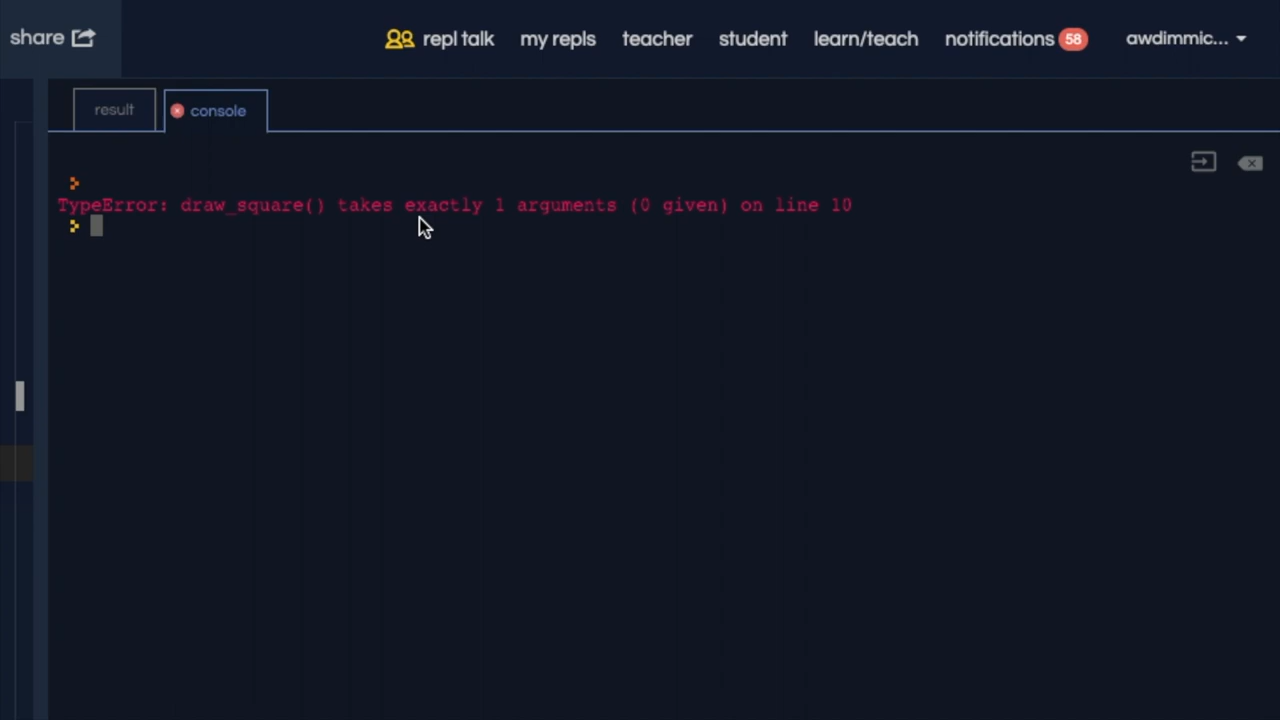 share repl talk my repls teacher student learn/teach notifications 58 awdimmic...
result console
>
TypeError: draw_square() takes exactly 1 arguments (0 given) on line 10
>